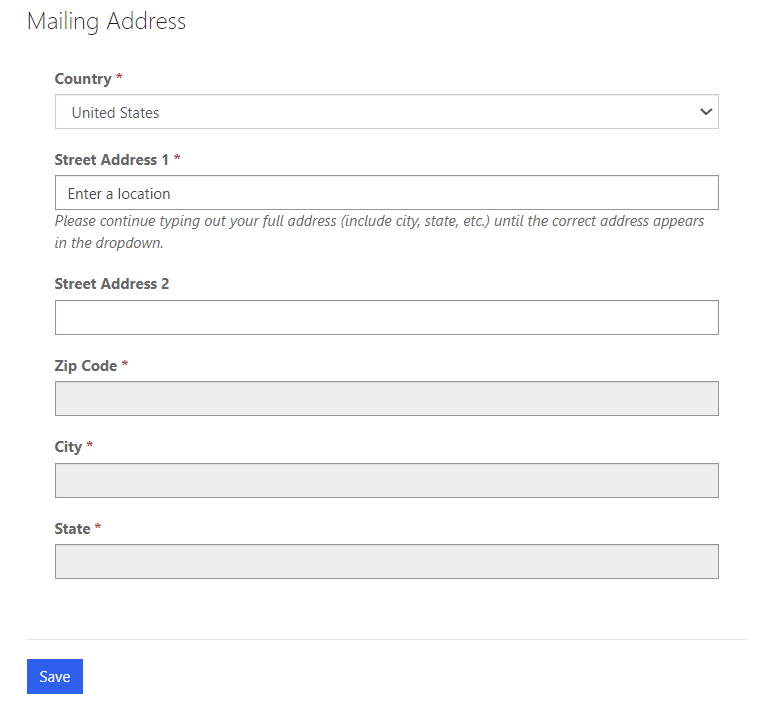 Mailing Address
Country *
United States
Street Address 1 *
Enter a location
Please continue typing out your full address (include city, state, etc.) until the correct address appears
in the dropdown.
Street Address 2
Zip Code *
City *
State *
Save